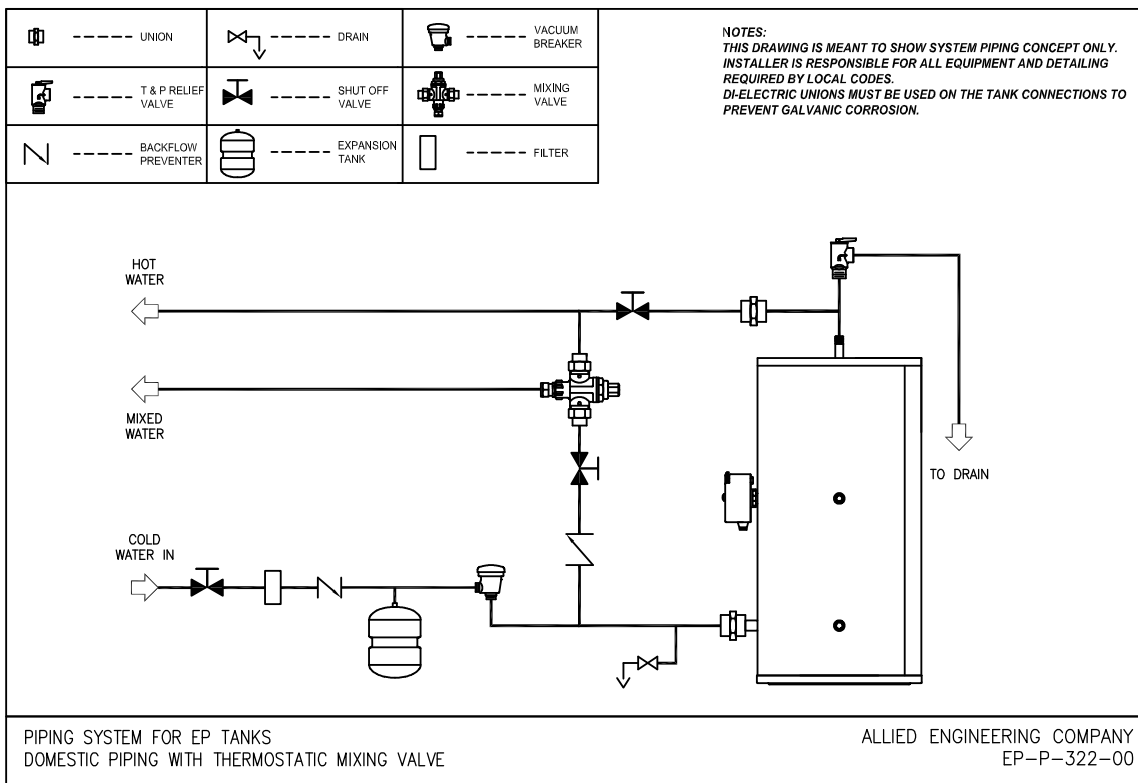 UNION
DRAIN
VACUUM
BREAKER
T & P RELIEF
VALVE
SHUT OFF
VALVE
MIXING
VALVE
BACKFLOW
PREVENTER
EXPANSION
TANK
FILTER
NOTES:
THIS DRAWING IS MEANT TO SHOW SYSTEM PIPING CONCEPT ONLY.
INSTALLER IS RESPONSIBLE FOR ALL EQUIPMENT AND DETAILING
REQUIRED BY LOCAL CODES.
DI-ELECTRIC UNIONS MUST BE USED ON THE TANK CONNECTIONS TO
PREVENT GALVANIC CORROSION.
HOT
WATER
MIXED
WATER
TO DRAIN
COLD
WATER IN
PIPING SYSTEM FOR EP TANKS
DOMESTIC PIPING WITH THERMOSTATIC MIXING VALVE
ALLIED ENGINEERING COMPANY
EP-P-322-00